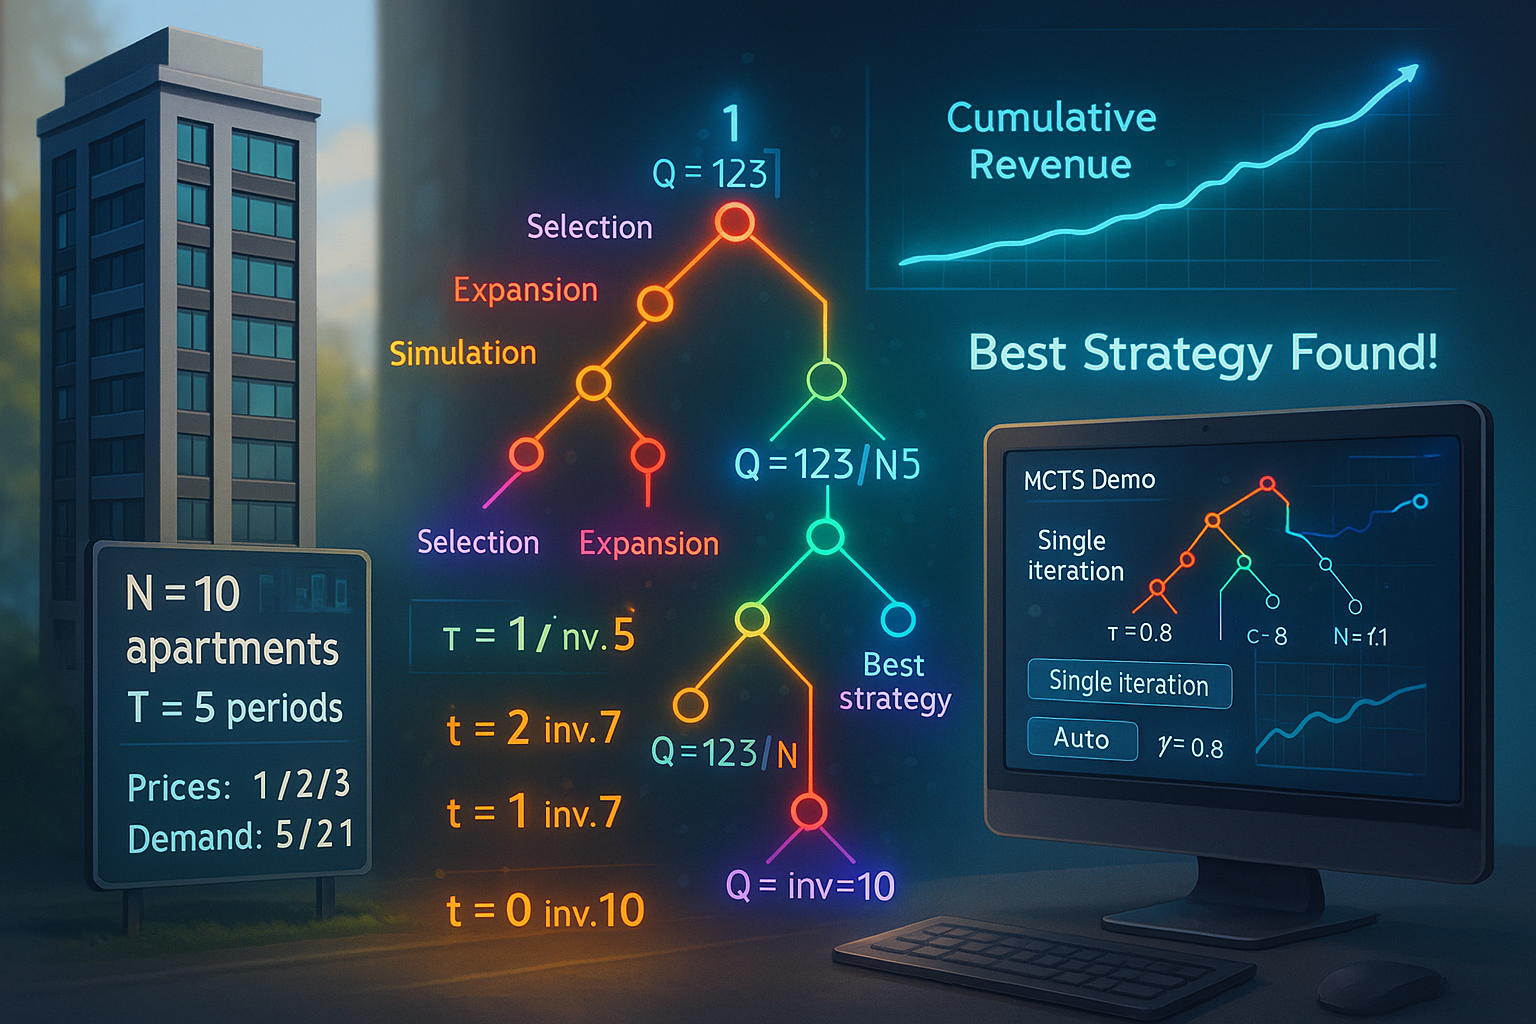 1
Q = 123
Selection
Expansion
Simulation
Selection
Expansion
Q = 123/N5
Best
strategy
Q = 123/N
Q = inv=10
T = 1/ nv. 5
t = 2 inv.7
t = 1 inv.7
t = 0 inv.10
N = 10
apartments
T = 5 periods
Prices: 1/2/3
Demand: 5/21
Cumulative
Revenue
Best Strategy Found!
MCTS Demo
Single
iteration
τ = 0.8
C- 8
N= 1.1
Single iteration
Auto
γ= 0.8